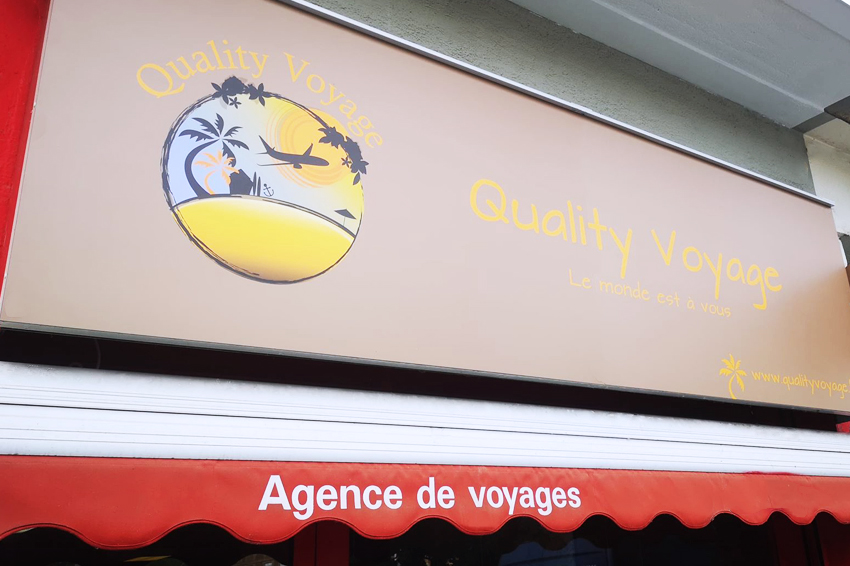 Quality Voyage
Quality Voyage
Le monde est à vous
www.qualityvoyage
Agence de voyages